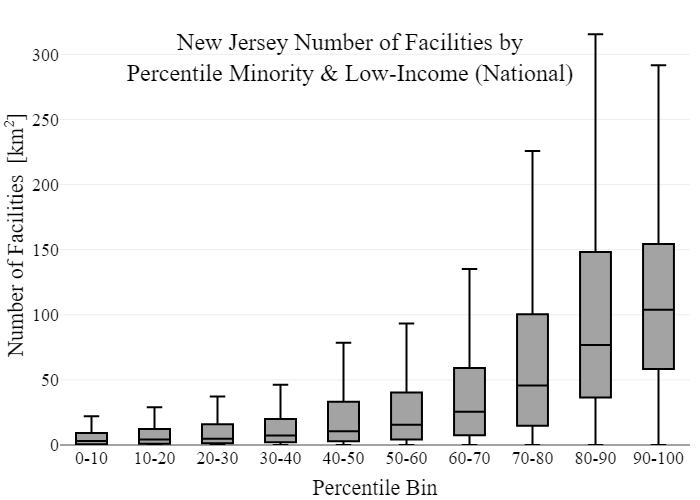 New Jersey Number of Facilities by
Percentile Minority & Low-Income (National)
Number of Facilities [km²]
300
250
200
150
100
50
0
0-10 10-20 20-30 30-40 40-50 50-60 60-70 70-80 80-90 90-100
Percentile Bin